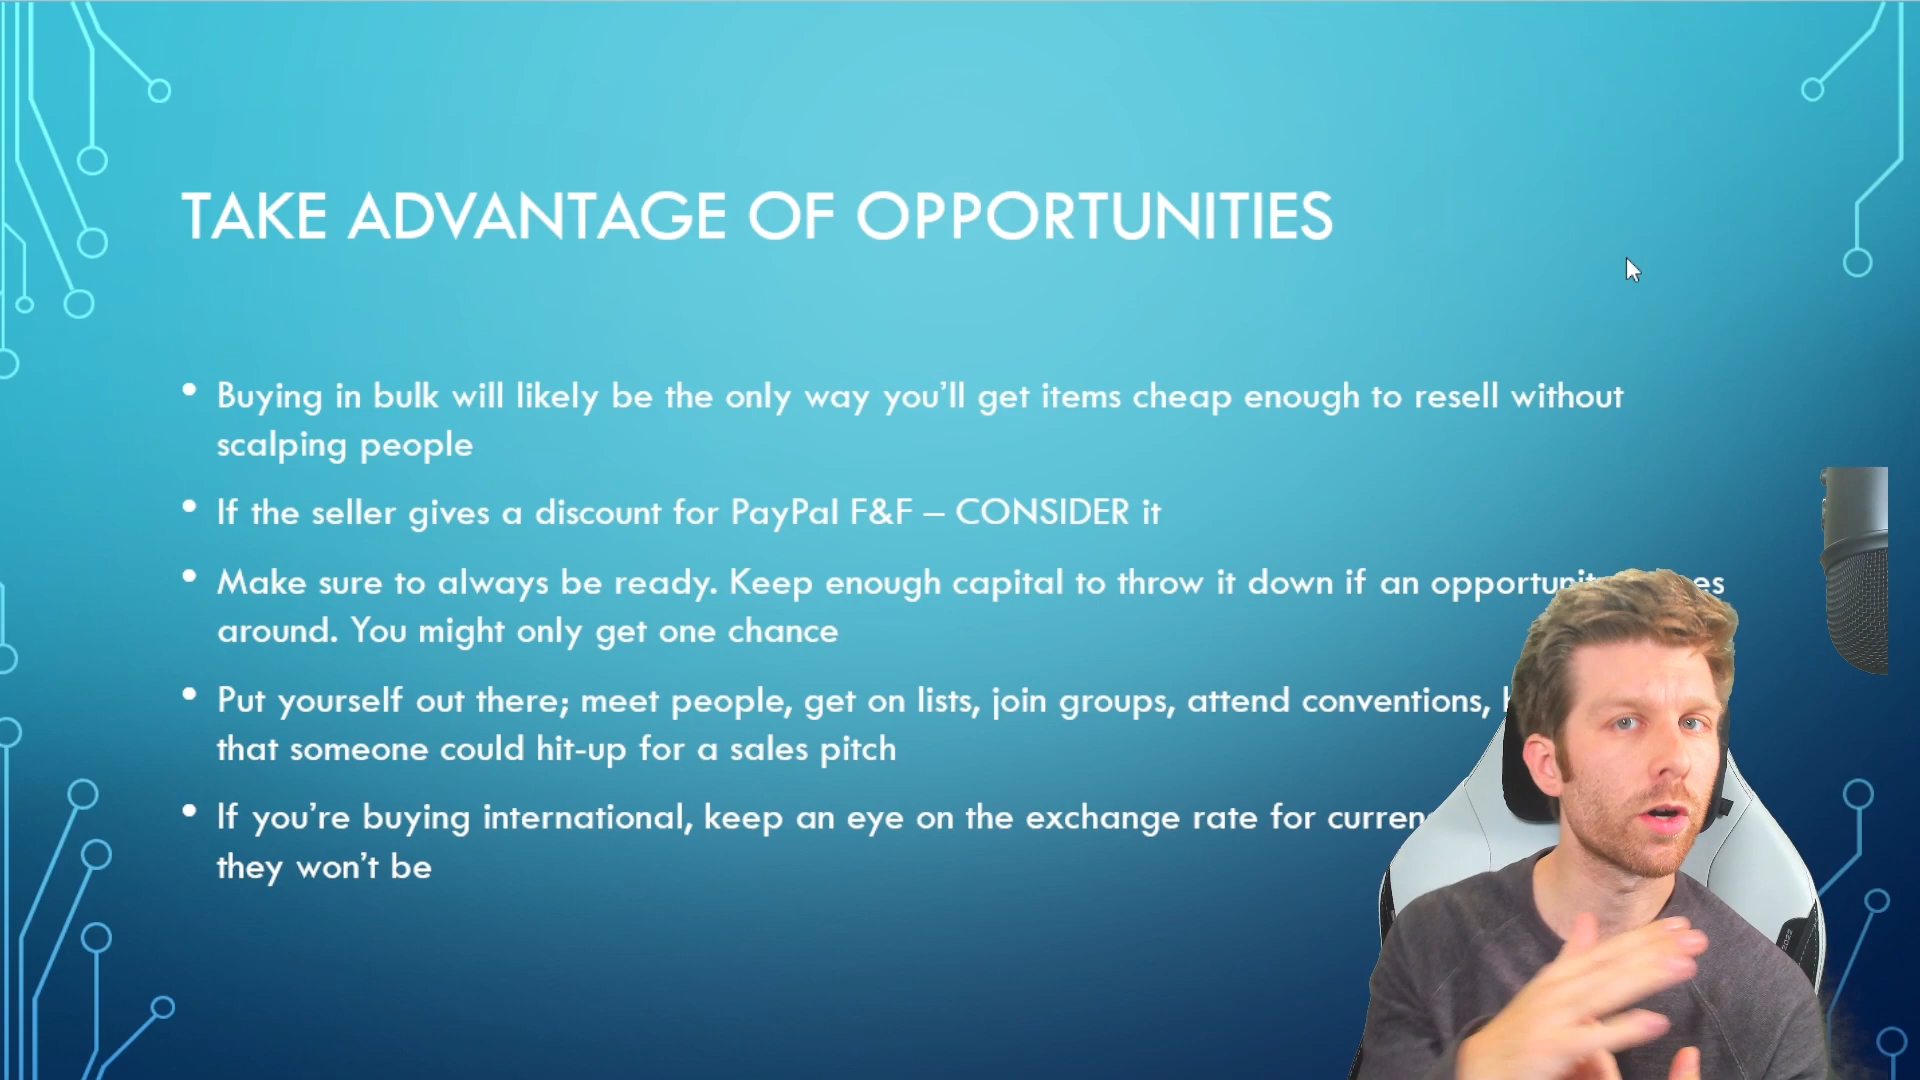 TAKE ADVANTAGE OF OPPORTUNITIES
• Buying in bulk will likely be the only way you’ll get items cheap enough to resell without
scalping people
• If the seller gives a discount for PayPal F&F – CONSIDER it
• Make sure to always be ready. Keep enough capital to throw it down if an
around. You might only get one chance
• Put yourself out there; meet people, get on lists, join groups, attend conventions,
that someone could hit-up for a sales pitch
• If you’re buying international, keep an eye on the exchange rate for
they won’t be
2022